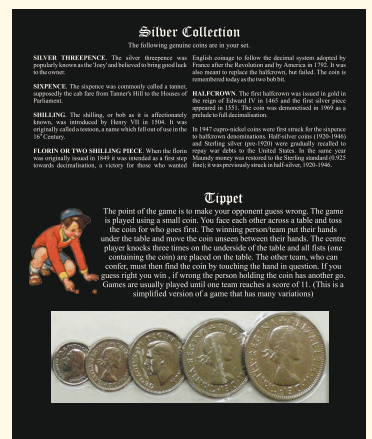 Silver Collection
The following genuine coins are in your set.
SILVER THREEPENCE. The silver threepence was
popularly known as the 'Joey' and believed to bring good luck
to the owner.
SIXPENCE. The sixpence was commonly called a tanner,
supposedly the cab fare from Tanner's Hill to the Houses of
Parliament.
SHILLING. The shilling, or bob as it is affectionately
known, was introduced by Henry VII in 1504. It was
originally called a testoon, a name which fell out of use in the
16th Century.
FLORIN OR TWO SHILLING PIECE. When the florin
was originally issued in 1849 it was intended as a first step
towards decimalisation, a victory for those who wanted
English coinage to follow the decimal system adopted by
France after the Revolution and by America in 1792. It was
also meant to replace the halfcrown, but failed. The coin is
remembered today as the two bob bit.
HALFCROWN. The first halfcrown was issued in gold in
the reign of Edward IV in 1465 and the first silver piece
appeared in 1551. The coin was demonetised in 1969 as a
prelude to full decimalisation.
In 1947 cupro-nickel coins were first struck for the sixpence
to halfcrown denominations. Half-silver coins (1920-1946)
and Sterling silver (pre-1920) were gradually recalled to
repay war debts to the United States. In the same year
Maundy money was restored to the Sterling standard (0.925
fine); it was previously struck in half-silver, 1920-1946.
Tippet
The point of the game is to make your opponent guess wrong. The game
is played using a small coin. You face each other across a table and toss
the coin for who goes first. The winning person/team put their hands
under the table and move the coin unseen between their hands. The centre
player knocks three times on the underside of the table and all fists (one
containing the coin) are placed on the table. The other team, who can
confer, must then find the coin by touching the hand in question. If you
guess right you win , if wrong the person holding the coin has another go.
Games are usually played until one team reaches a score of 11. (This is a
simplified version of a game that has many variations)